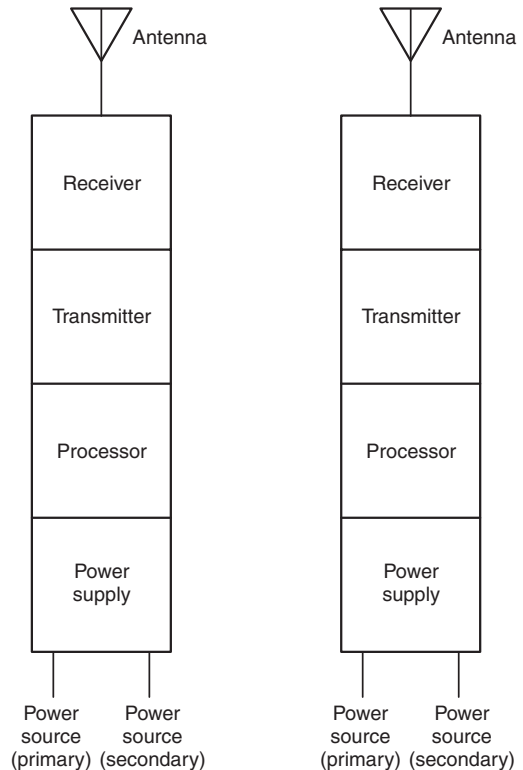 Antenna
Receiver
Transmitter
Processor
Power
supply
Power
source
(primary)
Power
source
(secondary)
Antenna
Receiver
Transmitter
Processor
Power
supply
Power
source
(primary)
Power
source
(secondary)